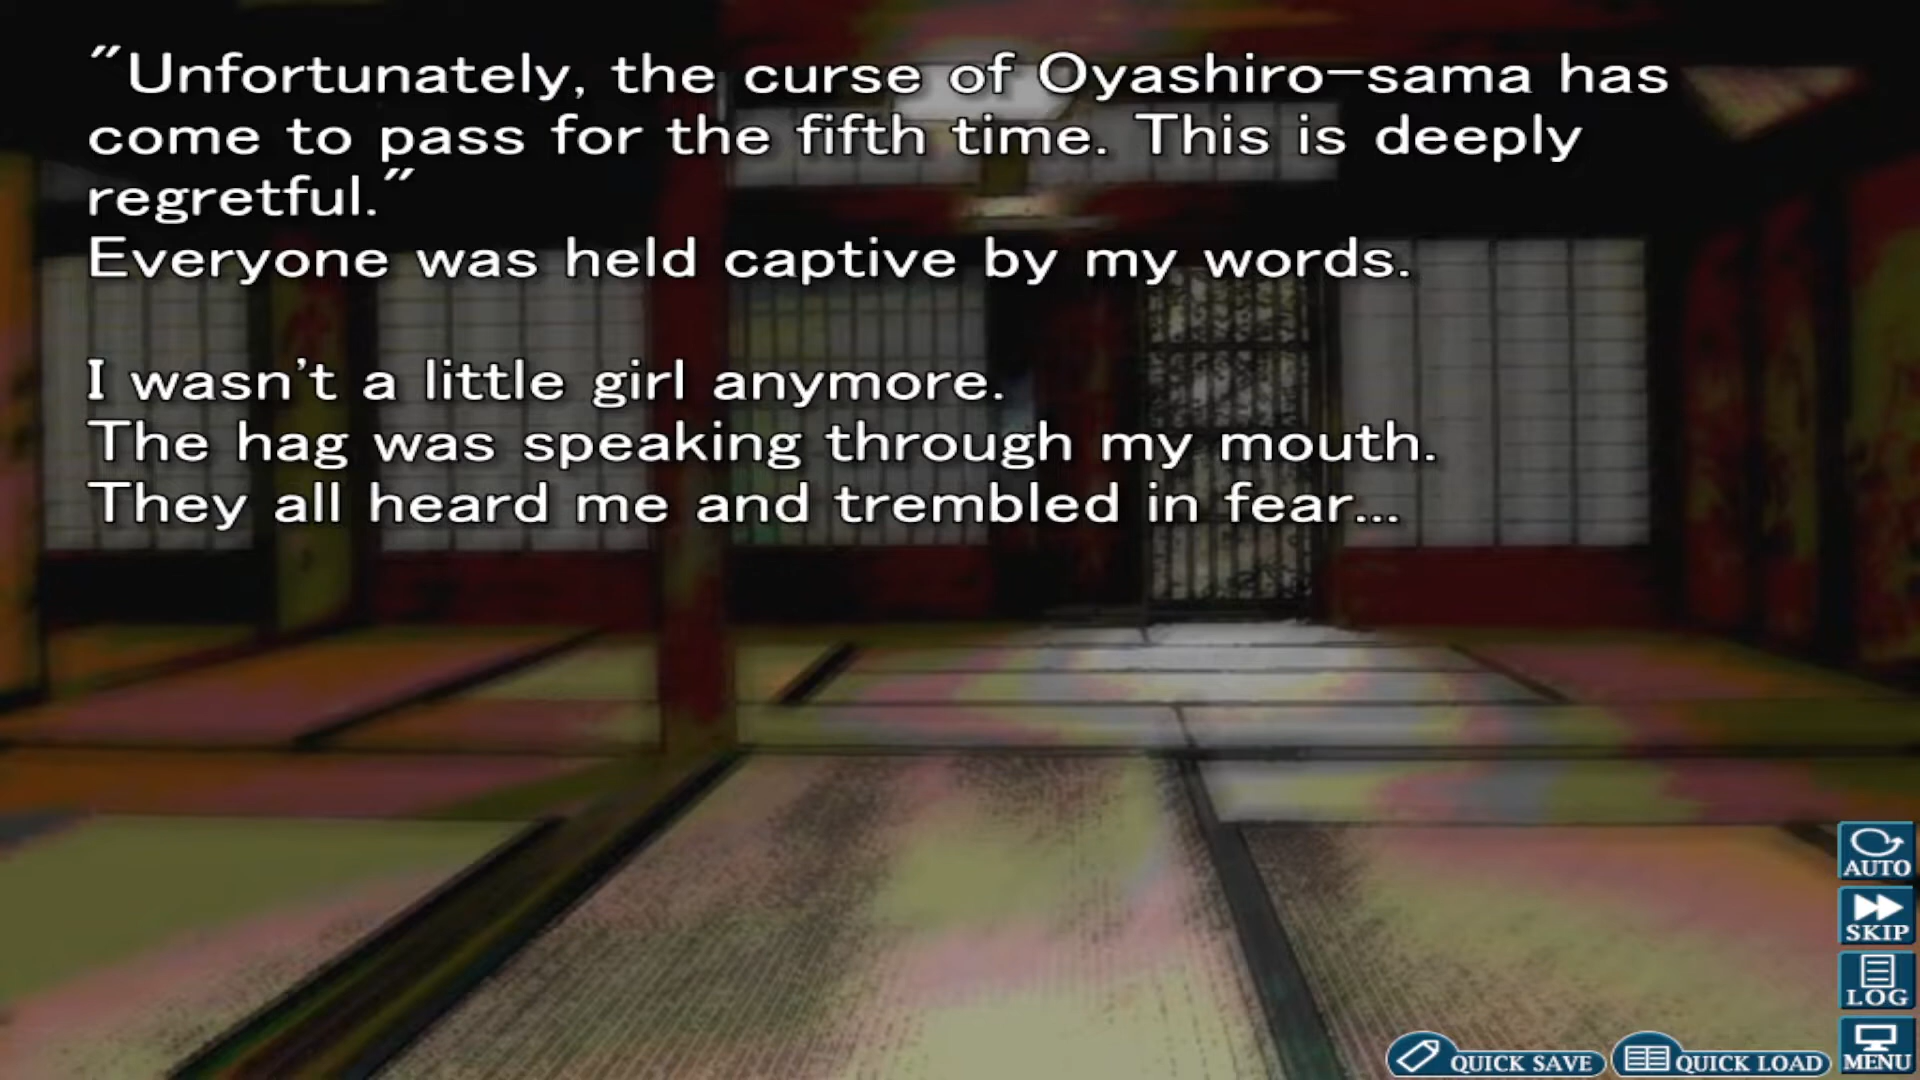 "Unfortunately, the curse of Oyashiro-sama has
come to pass for the fifth time. This is deeply
regretful."
Everyone was held captive by my words.
I wasn't a little girl anymore.
The hag was speaking through my mouth.
They all heard me and trembled in fear...
AUTO
SKIP
LOG
QUICK SAVE
QUICK LOAD
MENU